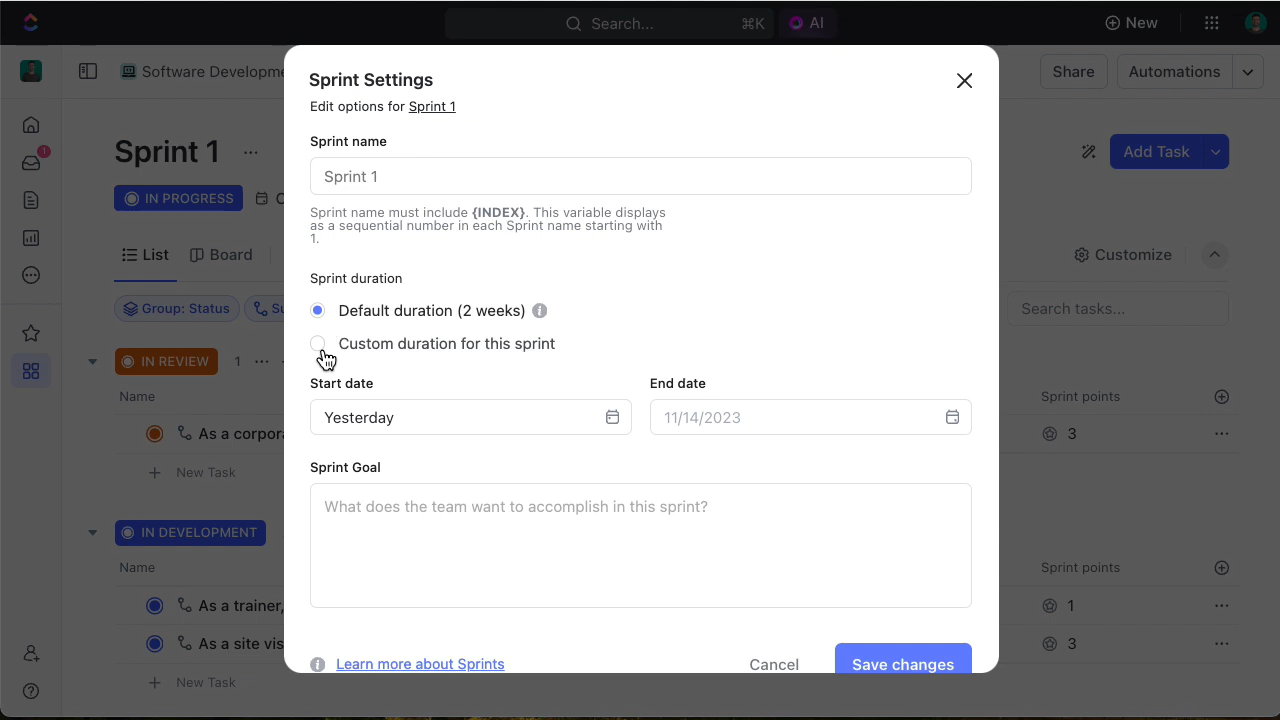 Search...
⌘K
AI
New
Software Developme
Share
Automations
Sprint Settings
Edit options for Sprint 1
Sprint name
Sprint 1
Sprint name must include {INDEX}. This variable displays
as a sequential number in each Sprint name starting with
1.
Sprint duration
Default duration (2 weeks)
Custom duration for this sprint
Start date
End date
Yesterday
11/14/2023
Sprint Goal
What does the team want to accomplish in this sprint?
Learn more about Sprints
Cancel
Save changes
Sprint 1
...
Add Task
IN PROGRESS
List
Board
Customize
Group: Status
Su
Search tasks...
IN REVIEW
1
...
Name
Sprint points
As a corpora
3
...
+ New Task
IN DEVELOPMENT
Name
Sprint points
As a trainer,
1
...
As a site vis
3
...
+ New Task